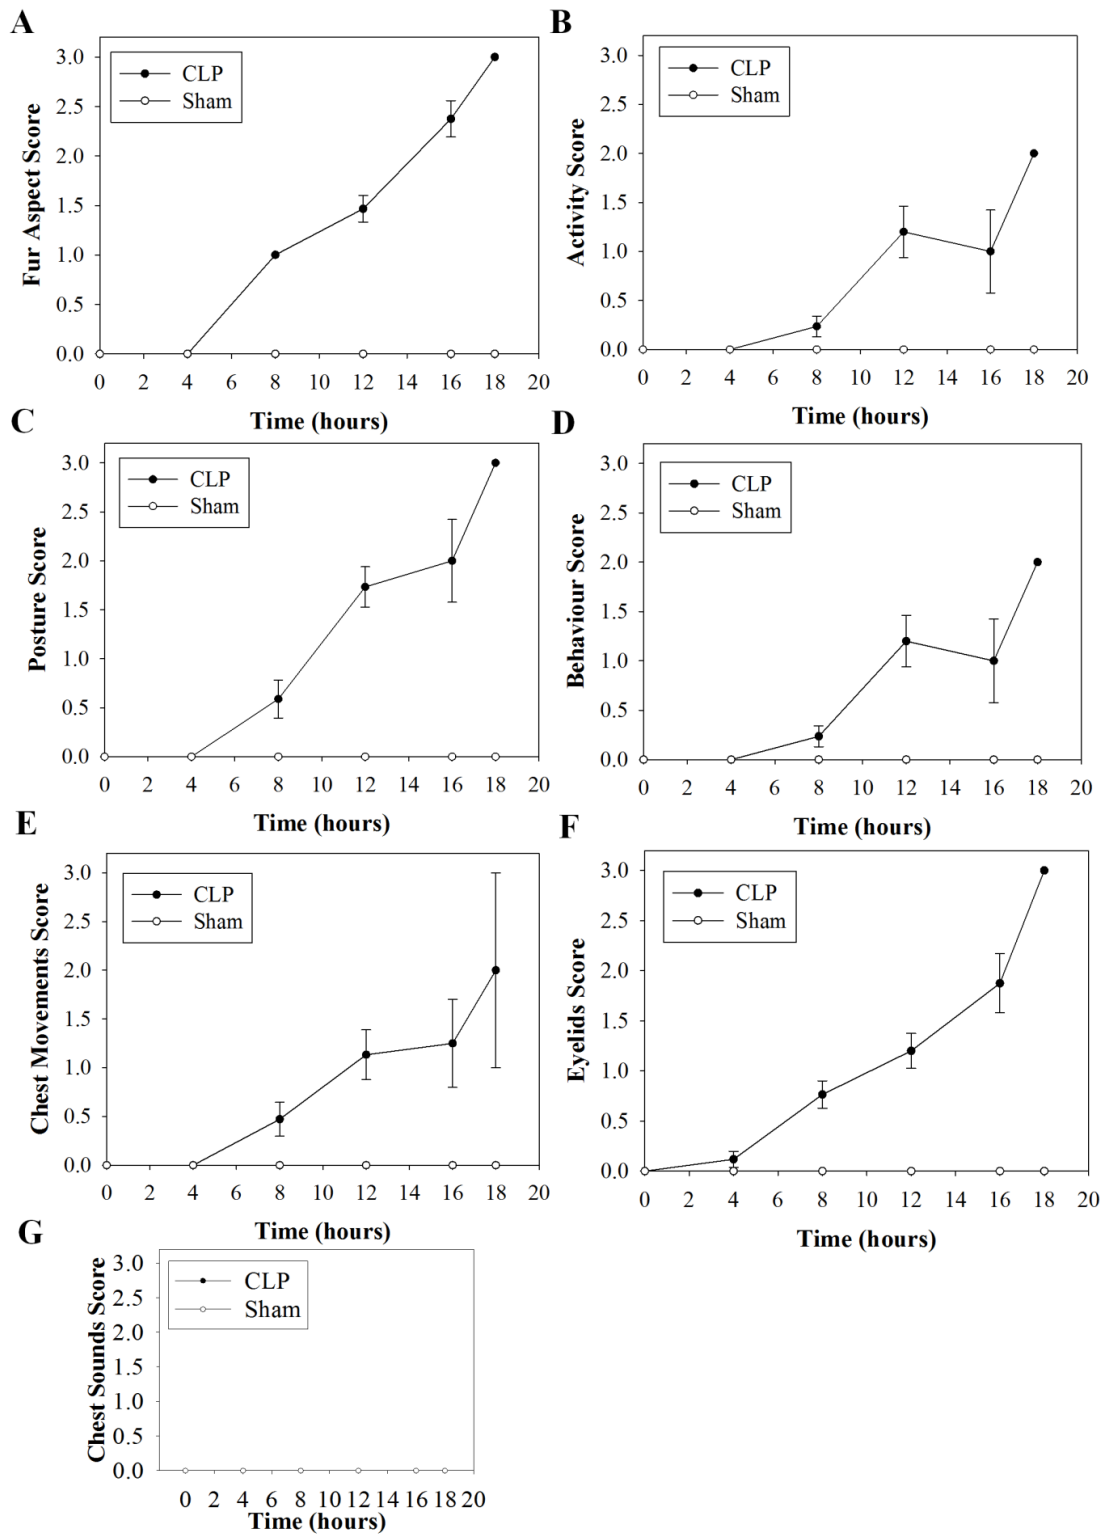 A
Fur Aspect Score
CLP
Sham
3.0
2.5
2.0
1.5
1.0
0.5
0.0
0 2 4 6 8 10 12 14 16 18 20
Time (hours)
B
Activity Score
CLP
Sham
3.0
2.5
2.0
1.5
1.0
0.5
0.0
0 2 4 6 8 10 12 14 16 18 20
Time (hours)
C
Posture Score
CLP
Sham
3.0
2.5
2.0
1.5
1.0
0.5
0.0
0 2 4 6 8 10 12 14 16 18 20
Time (hours)
D
Behaviour Score
CLP
Sham
3.0
2.5
2.0
1.5
1.0
0.5
0.0
0 2 4 6 8 10 12 14 16 18 20
Time (hours)
E
Chest Movements Score
CLP
Sham
3.0
2.5
2.0
1.5
1.0
0.5
0.0
0 2 4 6 8 10 12 14 16 18 20
Time (hours)
F
Eyelids Score
CLP
Sham
3.0
2.5
2.0
1.5
1.0
0.5
0.0
0 2 4 6 8 10 12 14 16 18 20
Time (hours)
G
Chest Sounds Score
CLP
Sham
3.0
2.5
2.0
1.5
1.0
0.5
0.0
0 2 4 6 8 10 12 14 16 18 20
Time (hours)